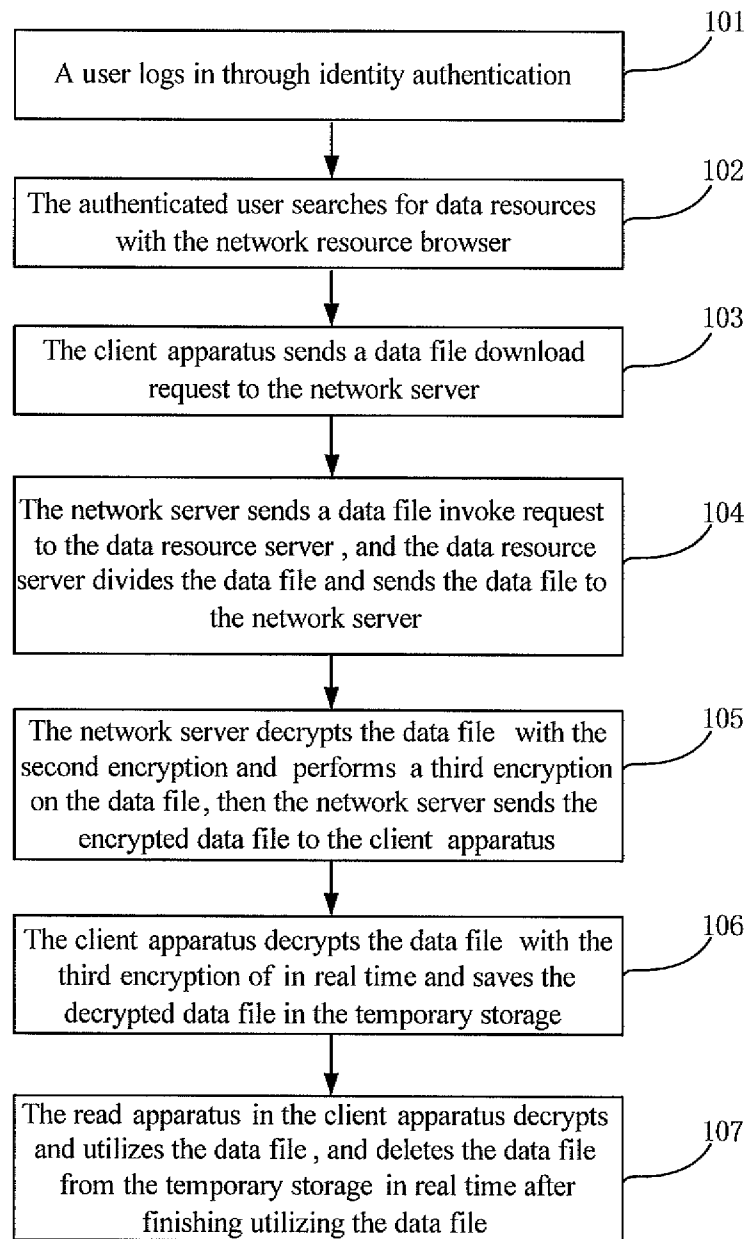 101
A user logs in through identity authentication
102
The authenticated user searches for data resources
with the network resource browser
103
The client apparatus sends a data file download
request to the network server
104
The network server sends a data file invoke request
to the data resource server , and the data resource
server divides the data file and sends the data file to
the network server
105
The network server decrypts the data file with the
second encryption and performs a third encryption
on the data file, then the network server sends the
encrypted data file to the client apparatus
106
The client apparatus decrypts the data file with the
third encryption of in real time and saves the
decrypted data file in the temporary storage
107
The read apparatus in the client apparatus decrypts
and utilizes the data file , and deletes the data file
from the temporary storage in real time after
finishing utilizing the data file